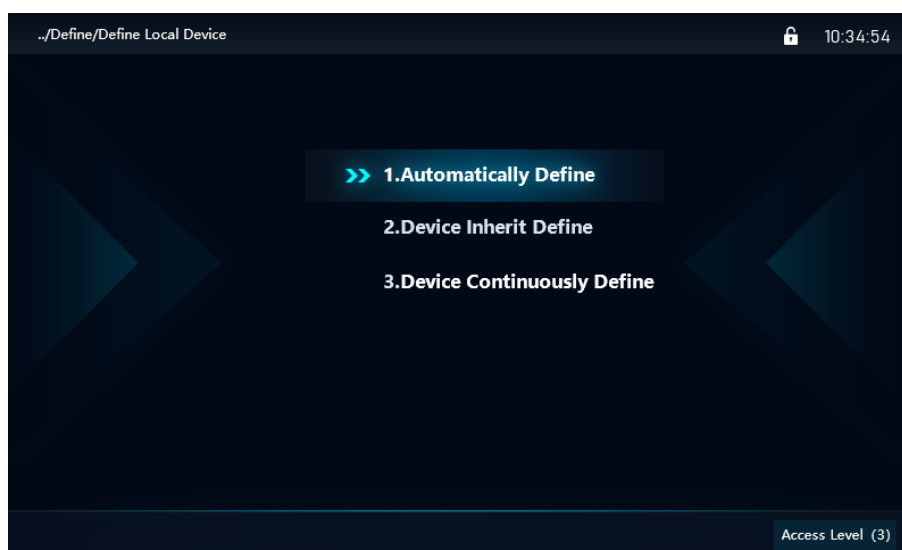 ../Define/Define Local Device
10:34:54
1.Automatically Define
2.Device Inherit Define
3.Device Continuously Define
Access Level (3)